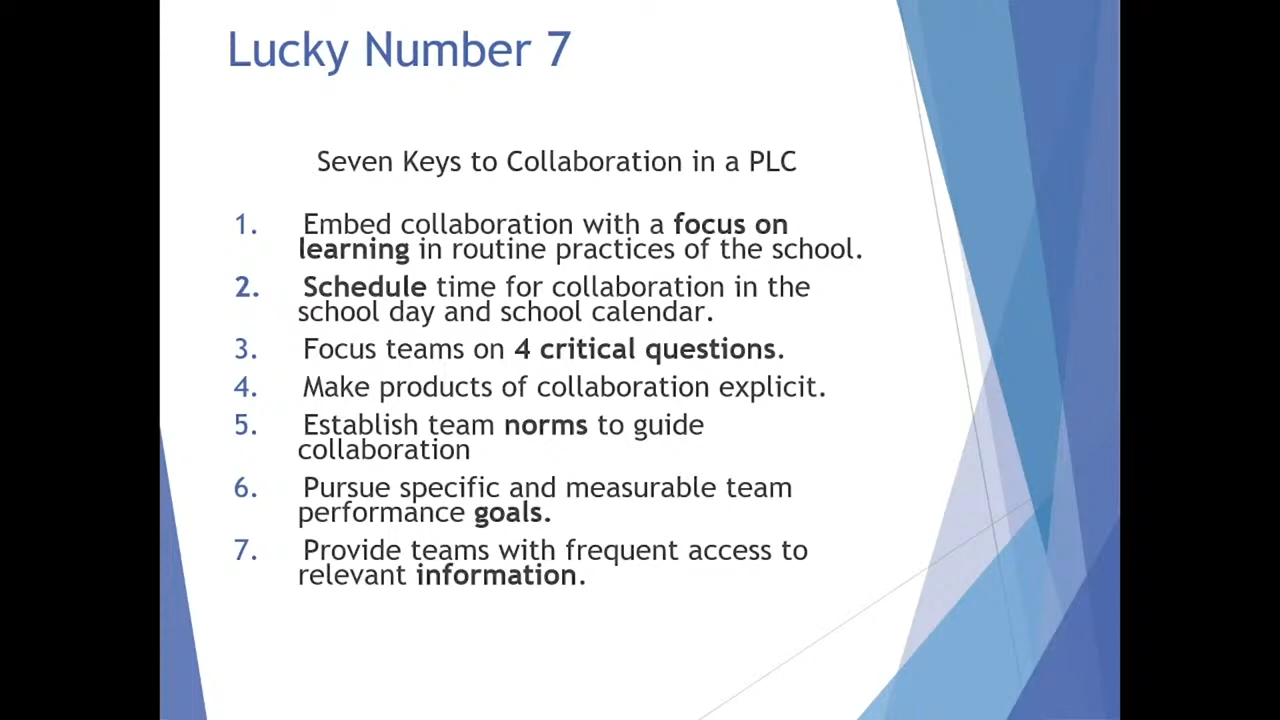 Lucky Number 7
Seven Keys to Collaboration in a PLC
1. Embed collaboration with a focus on
learning in routine practices of the school.
2. Schedule time for collaboration in the
school day and school calendar.
3. Focus teams on 4 critical questions.
4. Make products of collaboration explicit.
5. Establish team norms to guide
collaboration
6. Pursue specific and measurable team
performance goals.
7. Provide teams with frequent access to
relevant information.